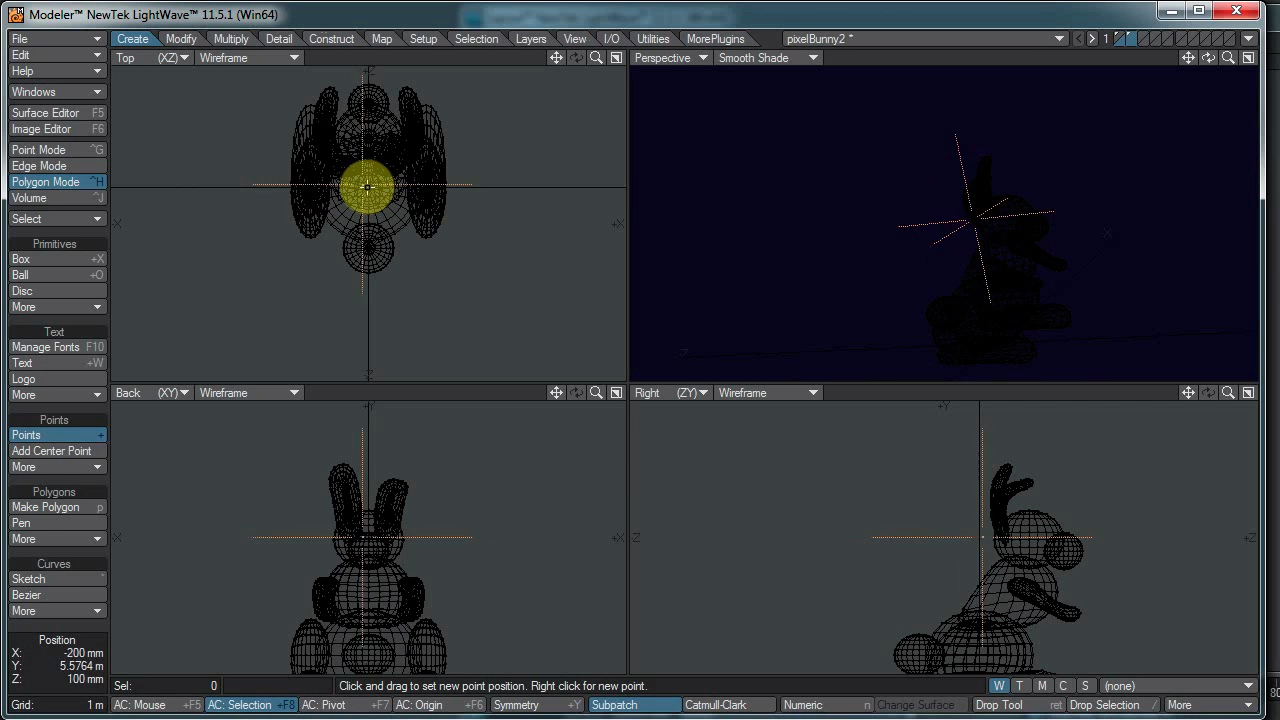 Modeler™ NewTek LightWave™ 11.5.1 (Win64)
File Create Modify Multiply Detail Construct Map Setup Selection Layers View I/O Utilities MorePlugins pixelBunny2 * 1
Edit Top (XZ) Wireframe Perspective Smooth Shade
Help
Windows
Surface Editor F5
Image Editor F6
Point Mode ^G
Edge Mode
Polygon Mode ^H
Volume ^J
Select
Primitives
Box +X
Ball +O
Disc
More
Text
Manage Fonts F10
Text +W
Logo
More
Points
Points +
Add Center Point
More
Polygons
Make Polygon p
Pen
More
Curves
Sketch `
Bezier
More
-X +X
Back (XY) Wireframe Right (ZY) Wireframe
+Y +Y
-X +X -Z +Z
Position
X: -200 mm
Y: 5.5764 m
Z: 100 mm
Grid: 1 m
Sel: 0 Click and drag to set new point position. Right click for new point. W T M C S (none)
AC: Mouse +F5 AC: Selection +F8 AC: Pivot +F7 AC: Origin +F6 Symmetry +Y Subpatch Catmull-Clark Numeric n Change Surface Drop Tool ret Drop Selection / More